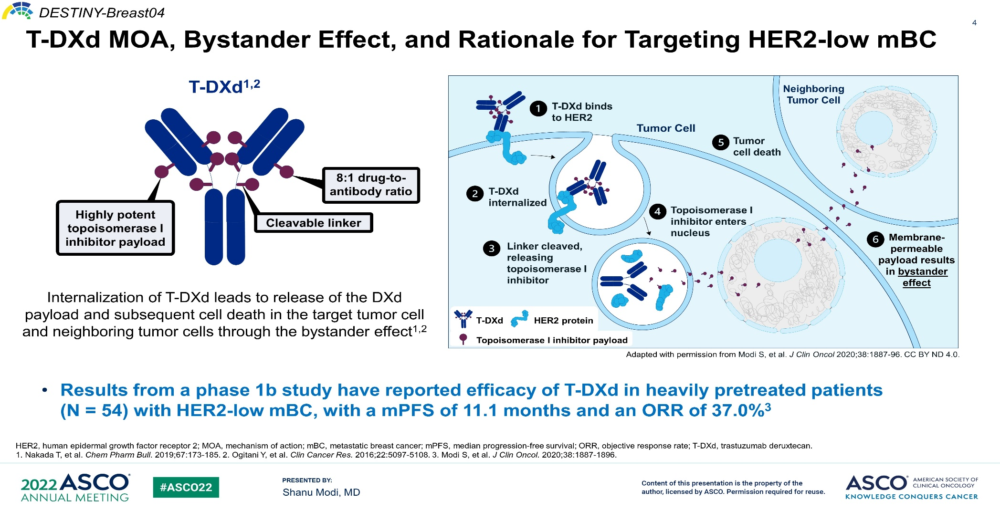 DESTINY-Breast04
4
T-DXd MOA, Bystander Effect, and Rationale for Targeting HER2-low mBC
T-DXd1,2
8:1 drug-to-
antibody ratio
Highly potent
topoisomerase I
inhibitor payload
Cleavable linker
Internalization of T-DXd leads to release of the DXd
payload and subsequent cell death in the target tumor cell
and neighboring tumor cells through the bystander effect1,2
Neighboring
Tumor Cell
1 T-DXd binds
to HER2
Tumor Cell
5 Tumor
cell death
2 T-DXd
internalized
4 Topoisomerase I
inhibitor enters
nucleus
3 Linker cleaved,
releasing
topoisomerase I
inhibitor
6 Membrane-
permeable
payload results
in bystander
effect
T-DXd HER2 protein
Topoisomerase I inhibitor payload
Adapted with permission from Modi S, et al. J Clin Oncol 2020;38:1887-96. CC BY ND 4.0.
• Results from a phase 1b study have reported efficacy of T-DXd in heavily pretreated patients
(N = 54) with HER2-low mBC, with a mPFS of 11.1 months and an ORR of 37.0%3
HER2, human epidermal growth factor receptor 2; MOA, mechanism of action; mBC, metastatic breast cancer; mPFS, median progression-free survival; ORR, objective response rate; T-DXd, trastuzumab deruxtecan.
1. Nakada T, et al. Chem Pharm Bull. 2019;67:173-185. 2. Ogitani Y, et al. Clin Cancer Res. 2016;22:5097-5108. 3. Modi S, et al. J Clin Oncol. 2020;38:1887-1896.
2022 ASCO®
ANNUAL MEETING
#ASCO22
PRESENTED BY:
Shanu Modi, MD
Content of this presentation is the property of the
author, licensed by ASCO. Permission required for reuse.
ASCO® AMERICAN SOCIETY OF
CLINICAL ONCOLOGY
KNOWLEDGE CONQUERS CANCER